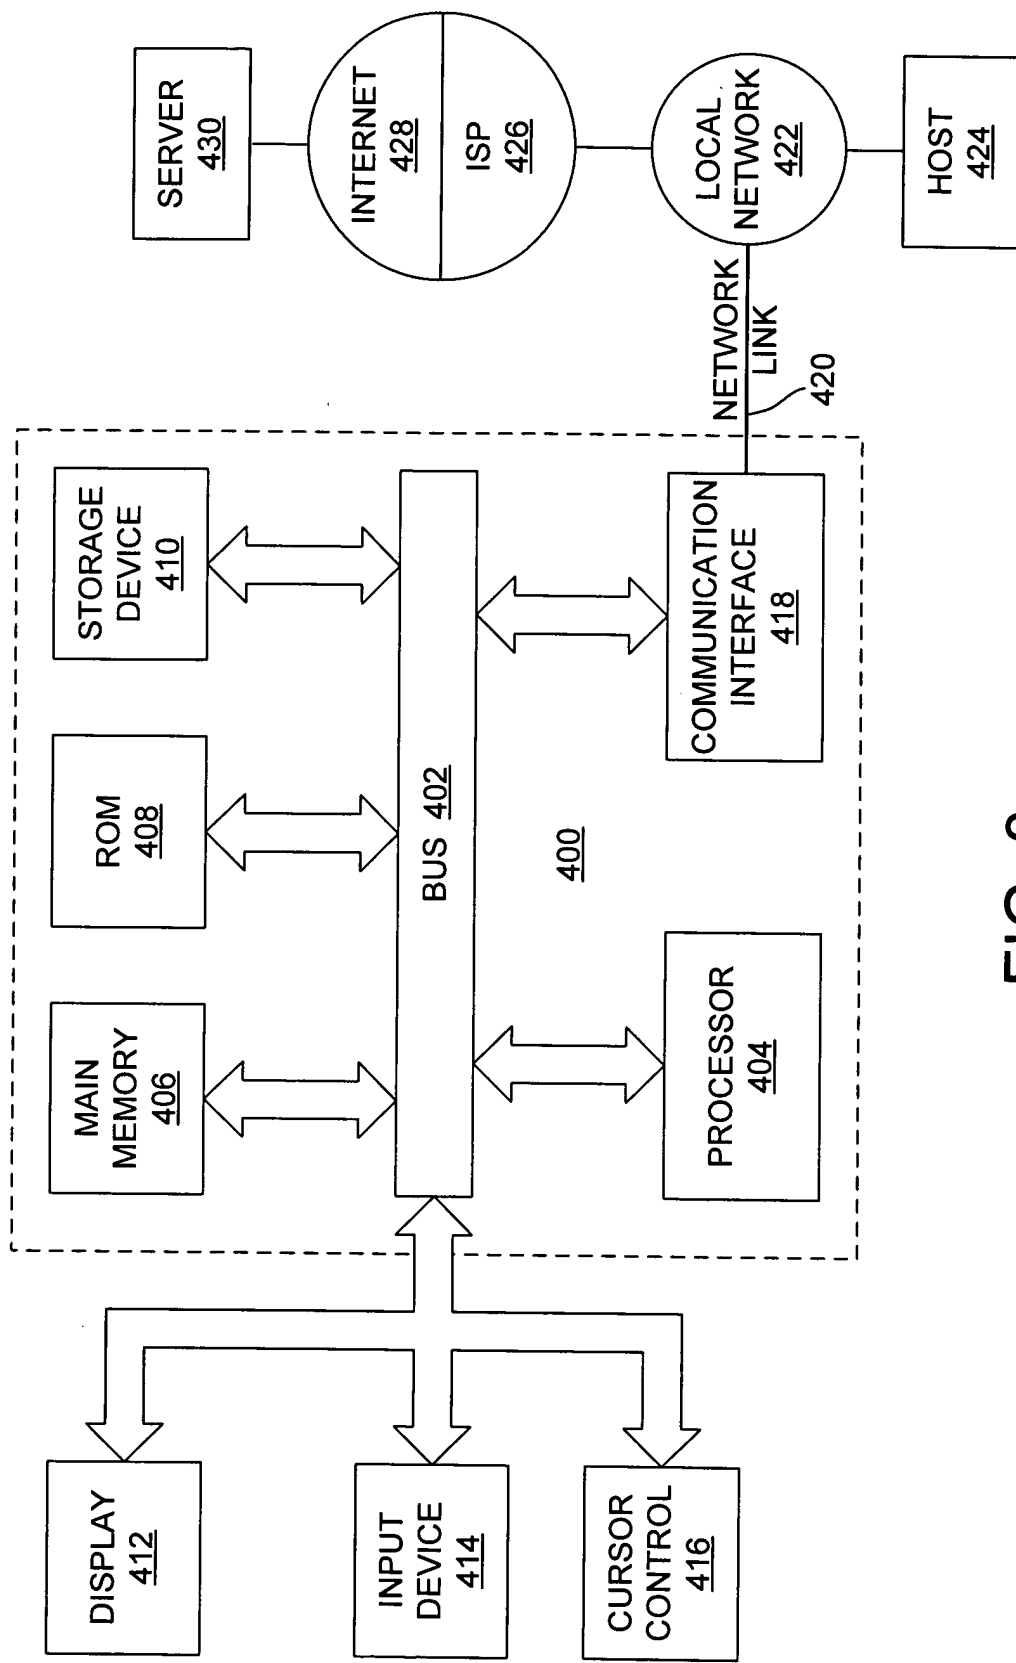 DISPLAY
412
INPUT
DEVICE
414
CURSOR
CONTROL
416
MAIN
MEMORY
406
ROM
408
STORAGE
DEVICE
410
BUS 402
400
PROCESSOR
404
COMMUNICATION
INTERFACE
418
NETWORK
LINK
420
SERVER
430
INTERNET
428
ISP
426
LOCAL
NETWORK
422
HOST
424
FIG.